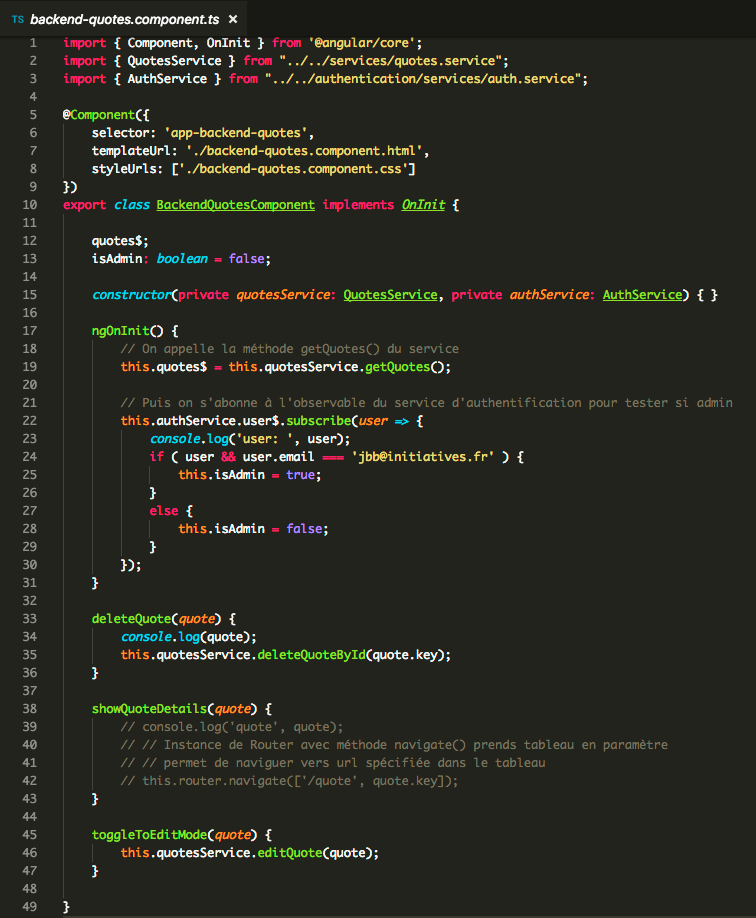 TS backend-quotes.component.ts ×
1 import { Component, OnInit } from '@angular/core';
2 import { QuotesService } from "../../services/quotes.service";
3 import { AuthService } from "../../authentication/services/auth.service";
4
5 @Component({
6     selector: 'app-backend-quotes',
7     templateUrl: './backend-quotes.component.html',
8     styleUrls: ['./backend-quotes.component.css']
9 })
10 export class BackendQuotesComponent implements OnInit {
11
12     quotes$;
13     isAdmin: boolean = false;
14
15     constructor(private quotesService: QuotesService, private authService: AuthService) { }
16
17     ngOnInit() {
18         // On appelle la méthode getQuotes() du service
19         this.quotes$ = this.quotesService.getQuotes();
20
21         // Puis on s'abonne à l'observable du service d'authentification pour tester si admin
22         this.authService.user$.subscribe(user => {
23             console.log('user: ', user);
24             if ( user && user.email === 'jbb@initiatives.fr' ) {
25                 this.isAdmin = true;
26             }
27             else {
28                 this.isAdmin = false;
29             }
30         });
31     }
32
33     deleteQuote(quote) {
34         console.log(quote);
35         this.quotesService.deleteQuoteById(quote.key);
36     }
37
38     showQuoteDetails(quote) {
39         // console.log('quote', quote);
40         // // Instance de Router avec méthode navigate() prends tableau en paramètre
41         // // permet de naviguer vers url spécifiée dans le tableau
42         // this.router.navigate(['/quote', quote.key]);
43     }
44
45     toggleToEditMode(quote) {
46         this.quotesService.editQuote(quote);
47     }
48
49 }